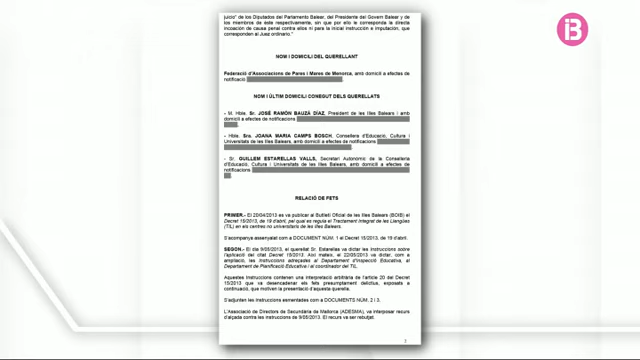 juicio" de los Diputados del Parlamento Balear, del Presidente del Govern Balear y de
los miembros de éste respectivamente, sin que por ello le corresponda la directa
incoación de causa penal contra ellos ni para la inicial instrucción e imputación, que
corresponden al Juez ordinario."
NOM I DOMICILI DEL QUERELLANT
Federació d'Associacions de Pares i Mares de Menorca, amb domicili a efectes de
notificació
NOM I ÚLTIM DOMICILI CONEGUT DELS QUERELLATS
- M. Hble. Sr. JOSÉ RAMÓN BAUZÁ DÍAZ, President de les Illes Balears i amb
domicili a efectes de notificacions
- Hble. Sra. JOANA MARIA CAMPS BOSCH, Consellera d'Educació, Cultura i
Universitats de les Illes Balears, amb domicili a efectes de notificacions
- Sr. GUILLEM ESTARELLAS VALLS, Secretari Autonòmic de la Conselleria
d'Educació, Cultura i Universitats de les Illes Balears, amb domicili a efectes de
notificacions
RELACIÓ DE FETS
PRIMER.- El 20/04/2013 es va publicar al Butlletí Oficial de les Illes Balears (BOIB) el
Decret 15/2013, de 19 d'abril, pel qual es regula el Tractament Integrat de les Llengües
(TIL) en els centres no universitaris de les Illes Balears.
S'acompanya assenyalat com a DOCUMENT NÚM. 1 el Decret 15/2013, de 19 d'abril.
SEGON.- El dia 9/05/2013, el querellat Sr. Estarellas va dictar les instruccions sobre
l'aplicació del citat Decret 15/2013. Així mateix, el 22/05/2013 va dictar, com a
ampliació, les Instruccions adreçades al Departament d'Inspecció Educativa, al
Departament de Planificació Educativa i al coordinador del TIL.
Aquestes Instruccions contenen una interpretació arbitrària de l'article 20 del Decret
15/2013 que va desencadenar els fets presumptament delictius, exposats a
continuació, que motiven la presentació d'aquesta querella.
S'adjunten les Instruccions esmentades com a DOCUMENTS NÚM. 2 i 3.
L'Associació de Directors de Secundària de Mallorca (ADESMA), va interposar recurs
d'alçada contra les instruccions de 9/05/2013. El recurs va ser rebutjat.
3
IB